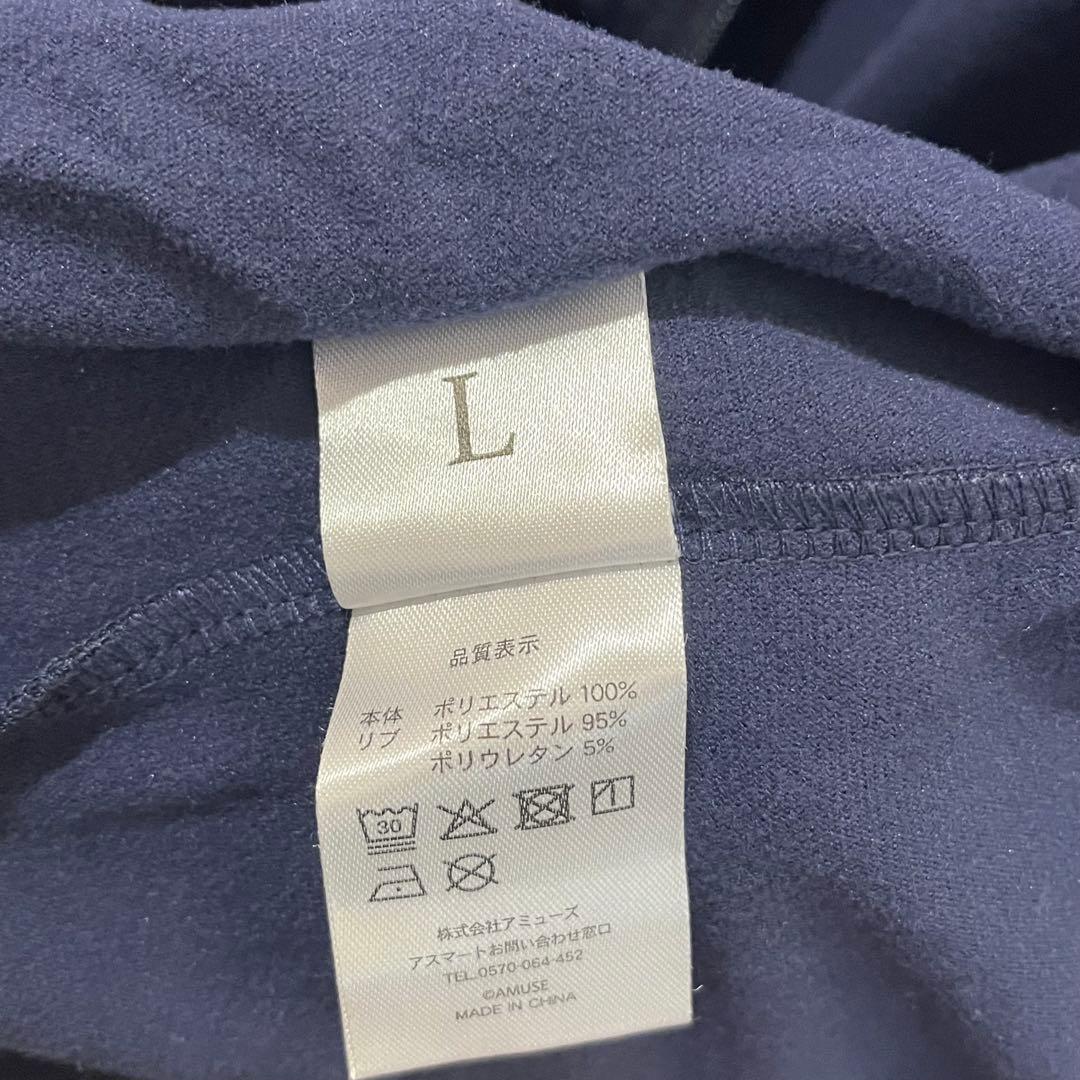 L
品質表示
本体 ポリエステル 100%
リブ ポリエステル 95%
ポリウレタン 5%
30
株式会社アミューズ
アスマートお問い合わせ窓口
TEL.0570-064-452
©AMUSE
MADE IN CHINA